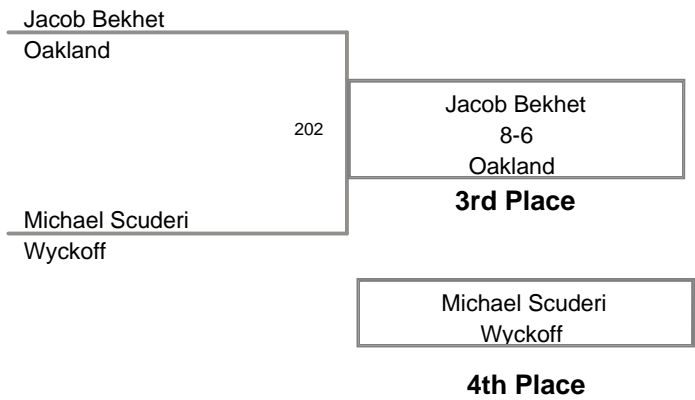 Jacob Bekhet
Oakland
202
Jacob Bekhet
8-6
Oakland
3rd Place
Michael Scuderi
Wyckoff
Michael Scuderi
Wyckoff
4th Place